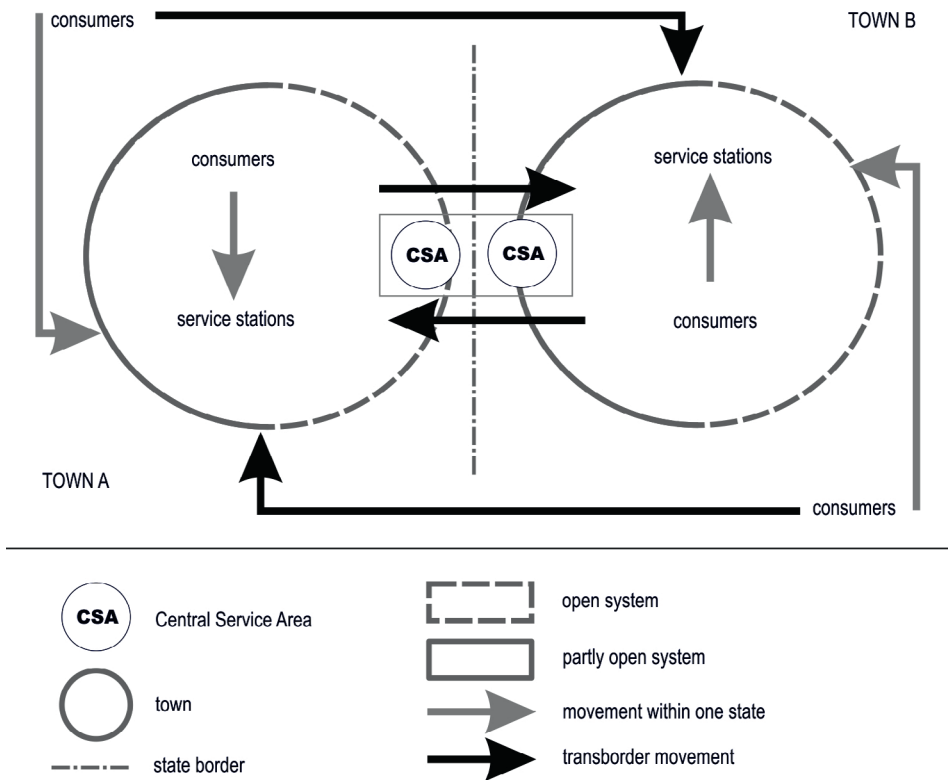 consumers
TOWN B
consumers
service stations
CSA
CSA
service stations
consumers
TOWN A
consumers
CSA
Central Service Area
open system
partly open system
town
movement within one state
state border
transborder movement